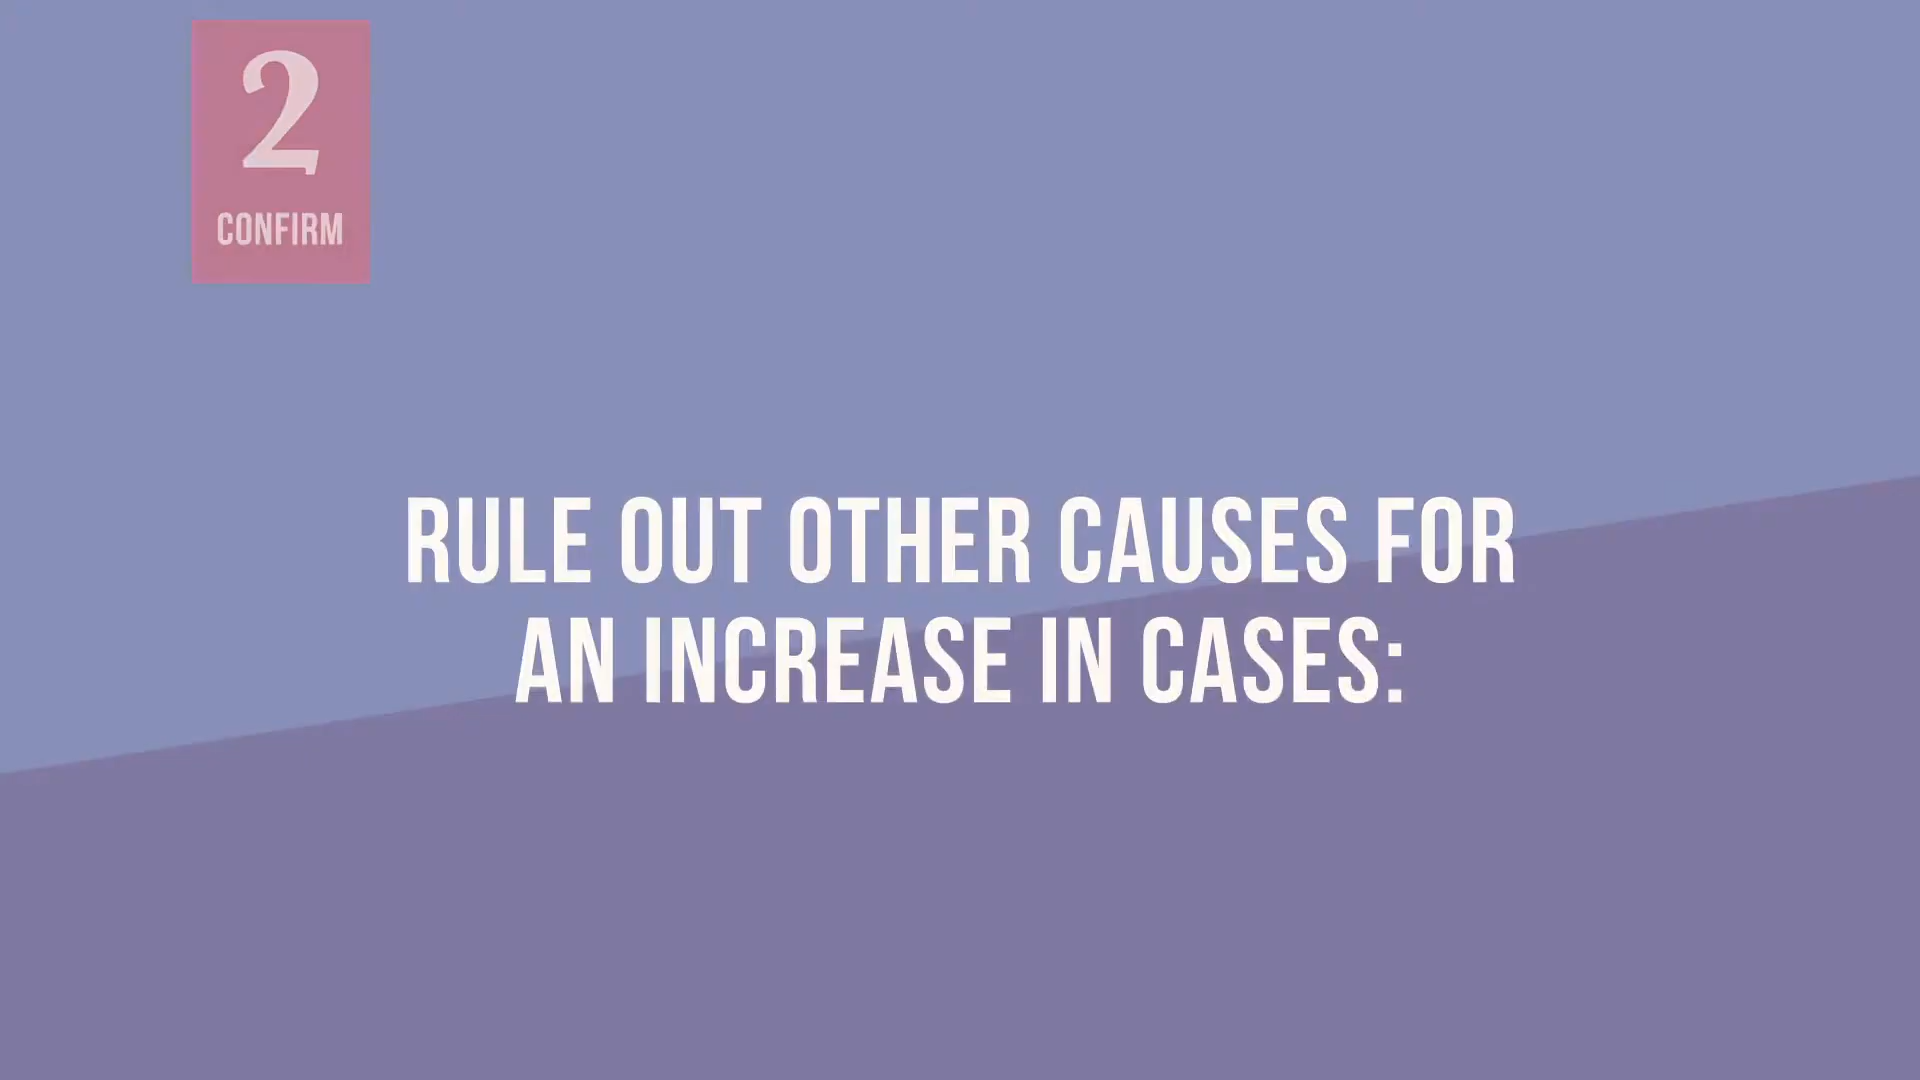 2
CONFIRM
RULE OUT OTHER CAUSES FOR
AN INCREASE IN CASES: